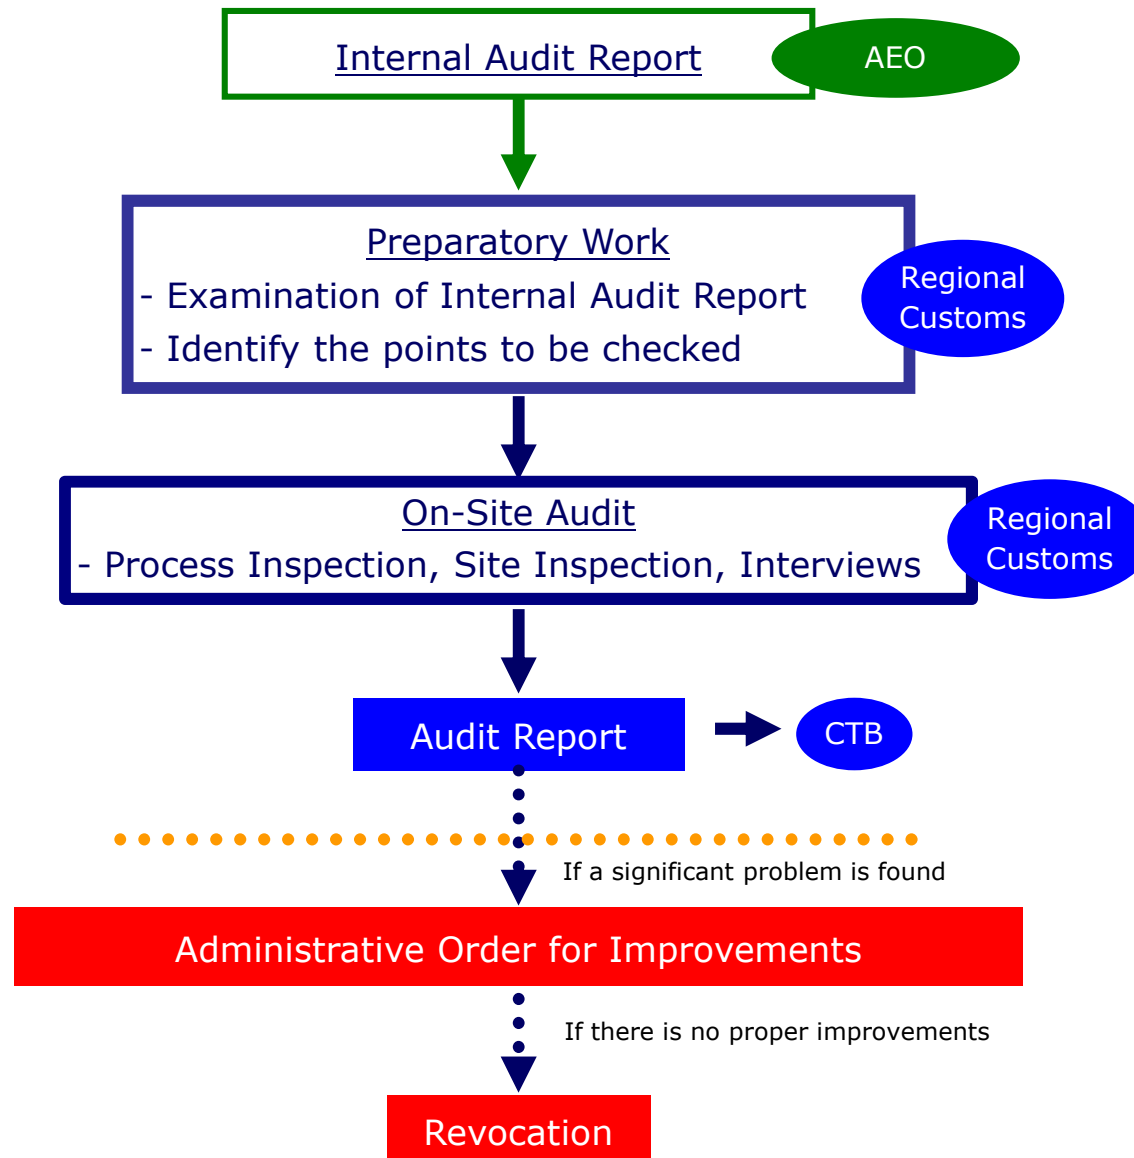 Internal Audit Report
AEO
Preparatory Work
- Examination of Internal Audit Report
- Identify the points to be checked
Regional
Customs
On-Site Audit
- Process Inspection, Site Inspection, Interviews
Regional
Customs
Audit Report
CTB
If a significant problem is found
Administrative Order for Improvements
If there is no proper improvements
Revocation